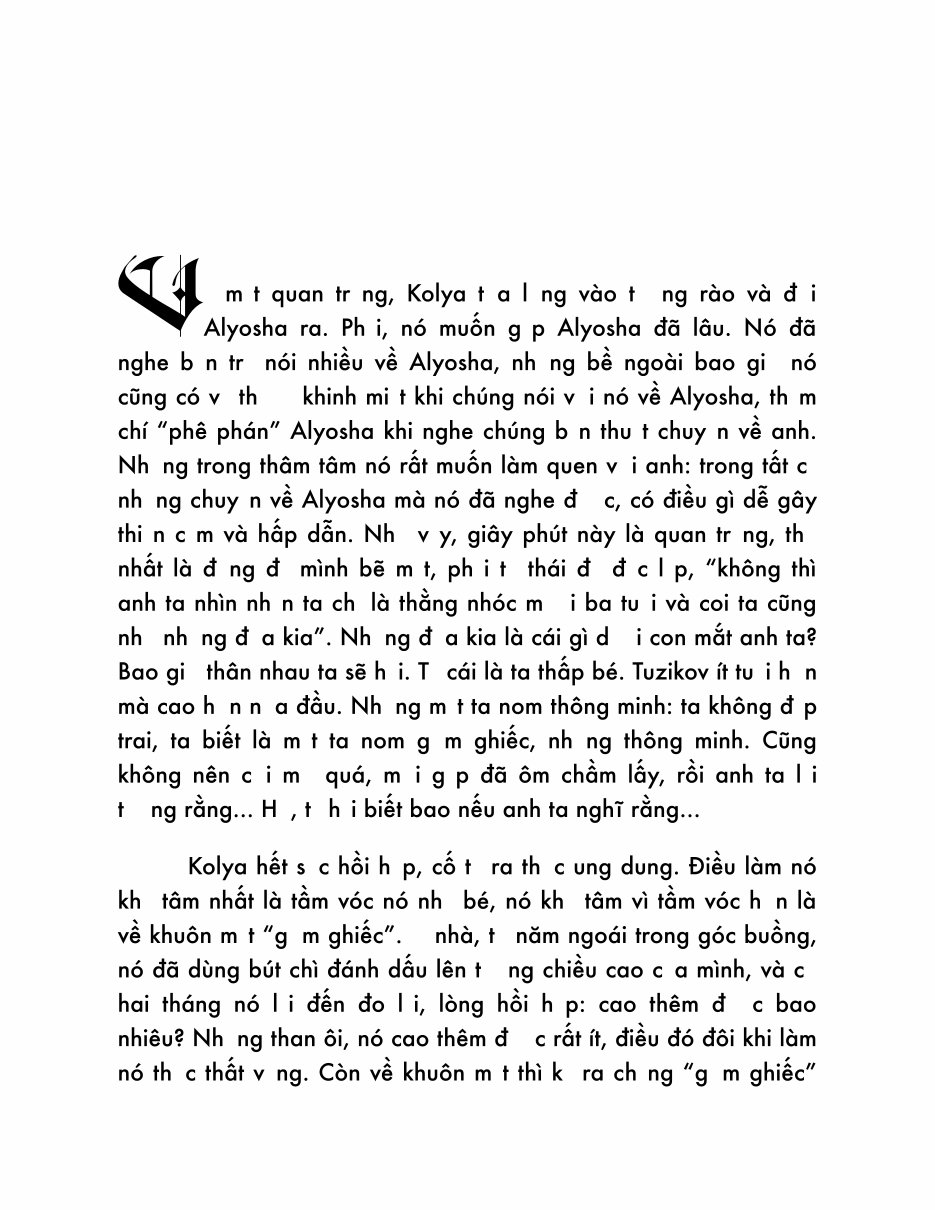 V m t quan tr ng, Kolya t a l ng vào t ng rào và đ i
Alyosha ra. Ph i, nó muốn g p Alyosha đã lâu. Nó đã
nghe b n tr nói nhiều về Alyosha, nh ng bề ngoài bao gi nó
cũng có v th khinh mi t khi chúng nói v i nó về Alyosha, th m
chí “phê phán” Alyosha khi nghe chúng b n thu t chuy n về anh.
Nh ng trong thâm tâm nó rất muốn làm quen v i anh: trong tất c
nh ng chuy n về Alyosha mà nó đã nghe đ c, có điều gì dễ gây
thi n c m và hấp dẫn. Nh v y, giây phút này là quan tr ng, th
nhất là đ ng đ mình bẽ m t, ph i t thái đ đ c l p, “không thì
anh ta nhìn nh n ta ch là thằng nhóc m i ba tu i và coi ta cũng
nh nh ng đ a kia”. Nh ng đ a kia là cái gì d i con mắt anh ta?
Bao gi thân nhau ta sẽ h i. T cái là ta thấp bé. Tuzikov ít tu i h n
mà cao h n n a đầu. Nh ng m t ta nom thông minh: ta không đ p
trai, ta biết là m t ta nom g m ghiếc, nh ng thông minh. Cũng
không nên c i m quá, m i g p đã ôm chầm lấy, rồi anh ta l i
t ng rằng... H , t h i biết bao nếu anh ta nghĩ rằng...
Kolya hết s c hồi h p, cố t ra th c ung dung. Điều làm nó
kh tâm nhất là tầm vóc nó nh bé, nó kh tâm vì tầm vóc h n là
về khuôn m t “g m ghiếc”. nhà, t năm ngoái trong góc buồng,
nó đã dùng bút chì đánh dấu lên t ng chiều cao c a mình, và c
hai tháng nó l i đến đo l i, lòng hồi h p: cao thêm đ c bao
nhiêu? Nh ng than ôi, nó cao thêm đ c rất ít, điều đó đôi khi làm
nó th c thất v ng. Còn về khuôn m t thì k ra ch ng “g m ghiếc”